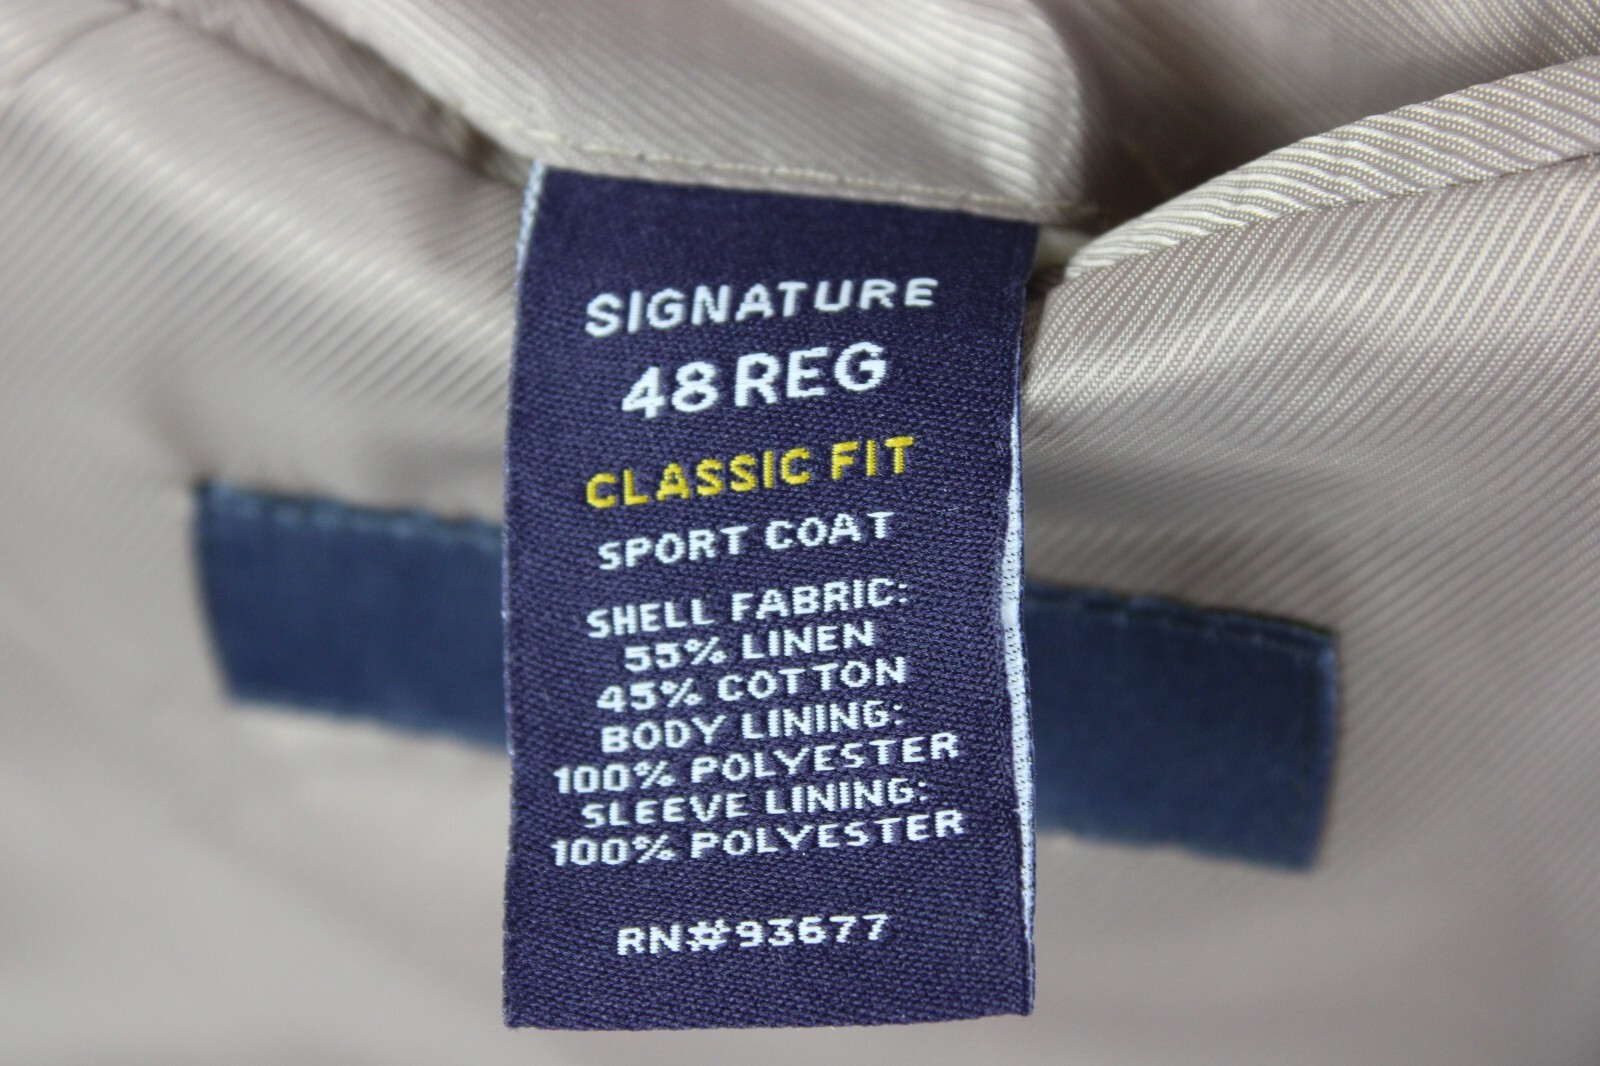 SIGNATURE
48 REG
CLASSIC FIT
SPORT COAT
SHELL FABRIC:
55% LINEN
45% COTTON
BODY LINING:
100% POLYESTER
SLEEVE LINING:
100% POLYESTER
RN#93677